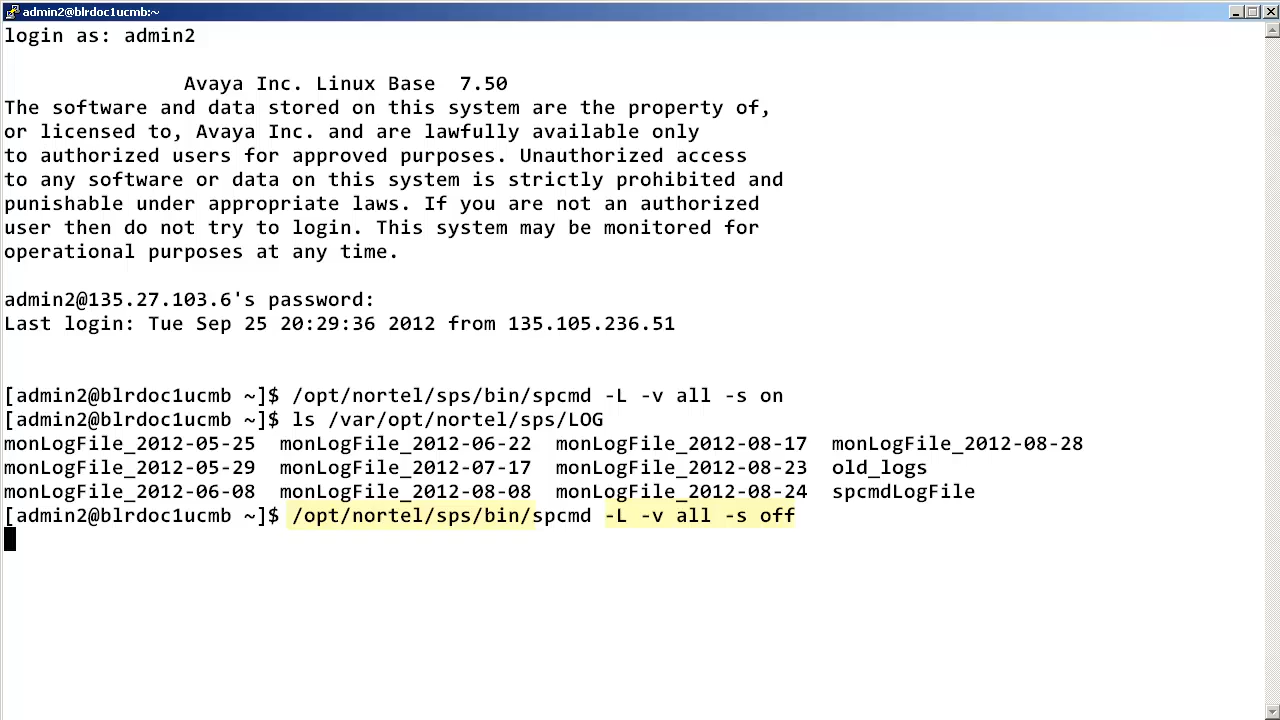 admin2@blrdoc1ucmb:~
login as: admin2
Avaya Inc. Linux Base  7.50
The software and data stored on this system are the property of,
or licensed to, Avaya Inc. and are lawfully available only
to authorized users for approved purposes. Unauthorized access
to any software or data on this system is strictly prohibited and
punishable under appropriate laws. If you are not an authorized
user then do not try to login. This system may be monitored for
operational purposes at any time.
admin2@135.27.103.6's password:
Last login: Tue Sep 25 20:29:36 2012 from 135.105.236.51
[admin2@blrdoc1ucmb ~]$ /opt/nortel/sps/bin/spcmd -L -v all -s on
[admin2@blrdoc1ucmb ~]$ ls /var/opt/nortel/sps/LOG
monLogFile_2012-05-25  monLogFile_2012-06-22  monLogFile_2012-08-17  monLogFile_2012-08-28
monLogFile_2012-05-29  monLogFile_2012-07-17  monLogFile_2012-08-23  old_logs
monLogFile_2012-06-08  monLogFile_2012-08-08  monLogFile_2012-08-24  spcmdLogFile
[admin2@blrdoc1ucmb ~]$ /opt/nortel/sps/bin/spcmd -L -v all -s off